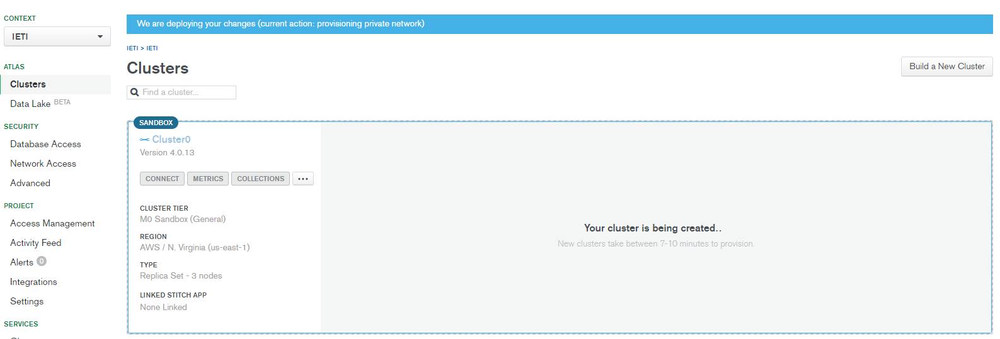 CONTEXT
IETI
ATLAS
Clusters
Data Lake BETA
SECURITY
Database Access
Network Access
Advanced
PROJECT
Access Management
Activity Feed
Alerts 0
Integrations
Settings
SERVICES
We are deploying your changes (current action: provisioning private network)
IETI > IETI
Clusters
Build a New Cluster
Find a cluster...
SANDBOX
Cluster0
Version 4.0.13
CONNECT METRICS COLLECTIONS ...
CLUSTER TIER
M0 Sandbox (General)
REGION
AWS / N. Virginia (us-east-1)
TYPE
Replica Set - 3 nodes
LINKED STITCH APP
None Linked
Your cluster is being created..
New clusters take between 7-10 minutes to provision.